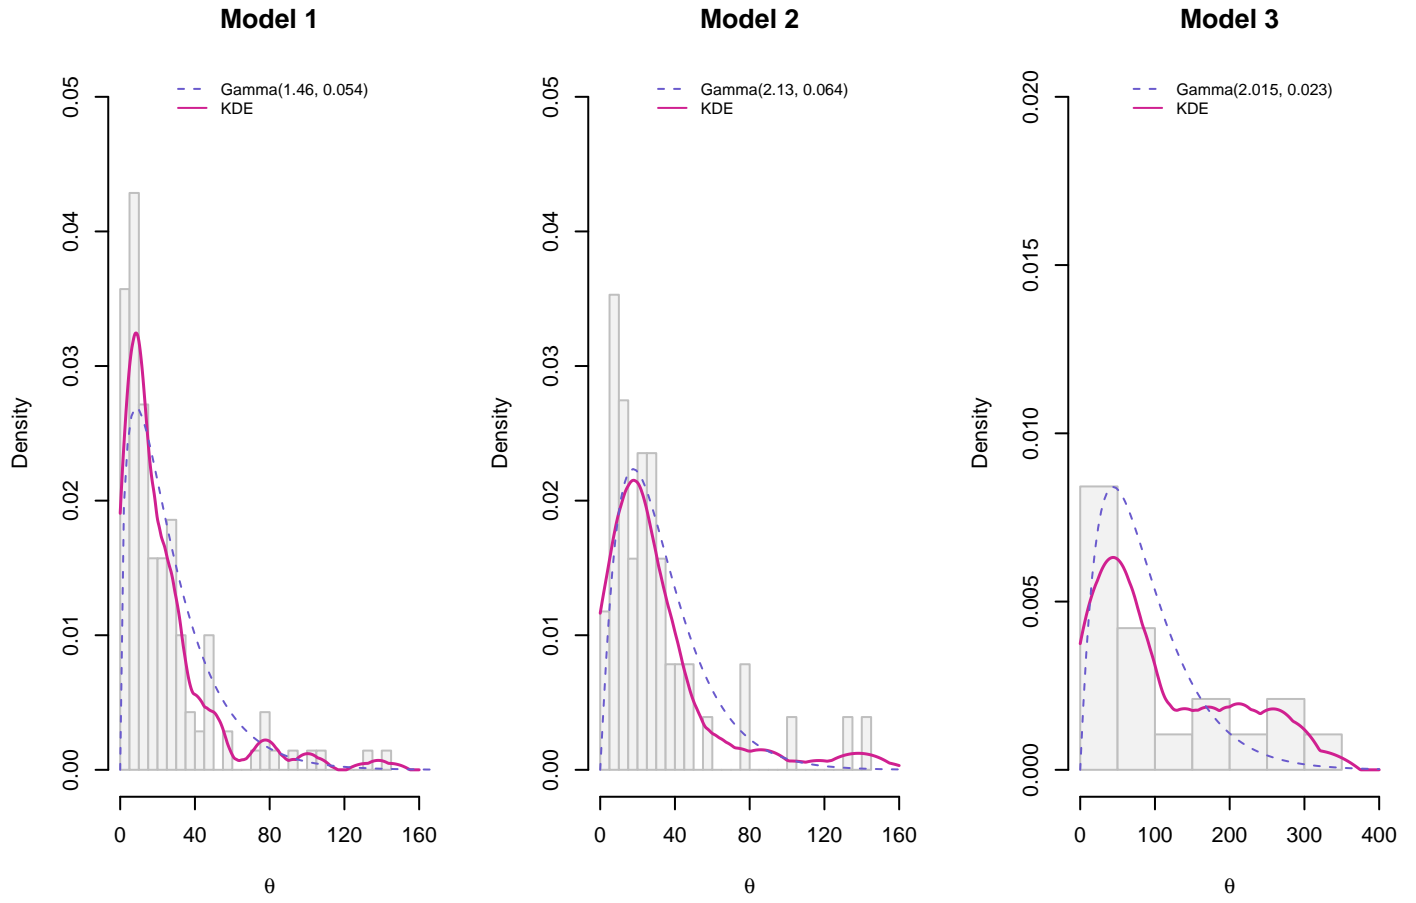 Model 1
Gamma(1.46, 0.054)
KDE
Density
0.05
0.04
0.03
0.02
0.01
0.00
0 40 80 120 160
θ
Model 2
Gamma(2.13, 0.064)
KDE
Density
0.05
0.04
0.03
0.02
0.01
0.00
0 40 80 120 160
θ
Model 3
Gamma(2.015, 0.023)
KDE
Density
0.020
0.015
0.010
0.005
0.000
0 100 200 300 400
θ